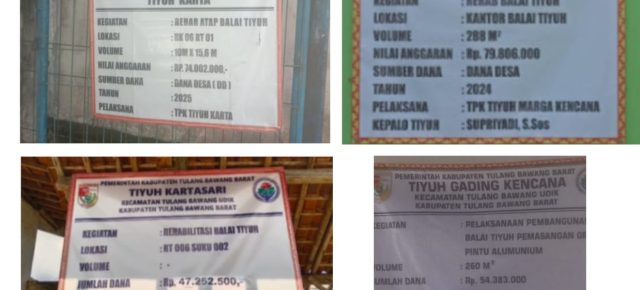 TIYUH KARTA
KEGIATAN : REHAB ATAP BALAI TIYUH
LOKASI : RK 06 RT 01
VOLUME : 10M X 15,6 M
NILAI ANGGARAN : RP. 74.002.000,-
SUMBER DANA : DANA DESA ( DD )
TAHUN : 2025
PELAKSANA : TPK TIYUH KARTA
KEGIATAN : REHAB BALAI TIYUH
LOKASI : KANTOR BALAI TIYUH
VOLUME : 288 M²
NILAI ANGGARAN : Rp. 79.806.000
SUMBER DANA : DANA DESA
TAHUN : 2024
PELAKSANA : TPK TIYUH MARGA KENCANA
KEPALO TIYUH : SUPRIYADI, S.Sos
PEMERINTAH KABUPATEN TULANG BAWANG BARAT
TIYUH KARTASARI
KECAMATAN TULANG BAWANG UDIK
KABUPATEN TULANG BAWANG BARAT
KEGIATAN : REHABILITASI BALAI TIYUH
LOKASI : RT 006 SUKU 002
VOLUME : -
JUMLAH DANA : Rp. 47.252.500,-
PEMERINTAH KABUPATEN TULANG BAWANG BARAT
TIYUH GADING KENCANA
KECAMATAN TULANG BAWANG UDIK
KABUPATEN TULANG BAWANG BARAT
KEGIATAN : PELAKSANAAN PEMBANGUNA
BALAI TIYUH PEMASANGAN GR
PINTU ALUMUNIUM
VOLUME : 260 M²
JUMLAH DANA : Rp. 54.383.000